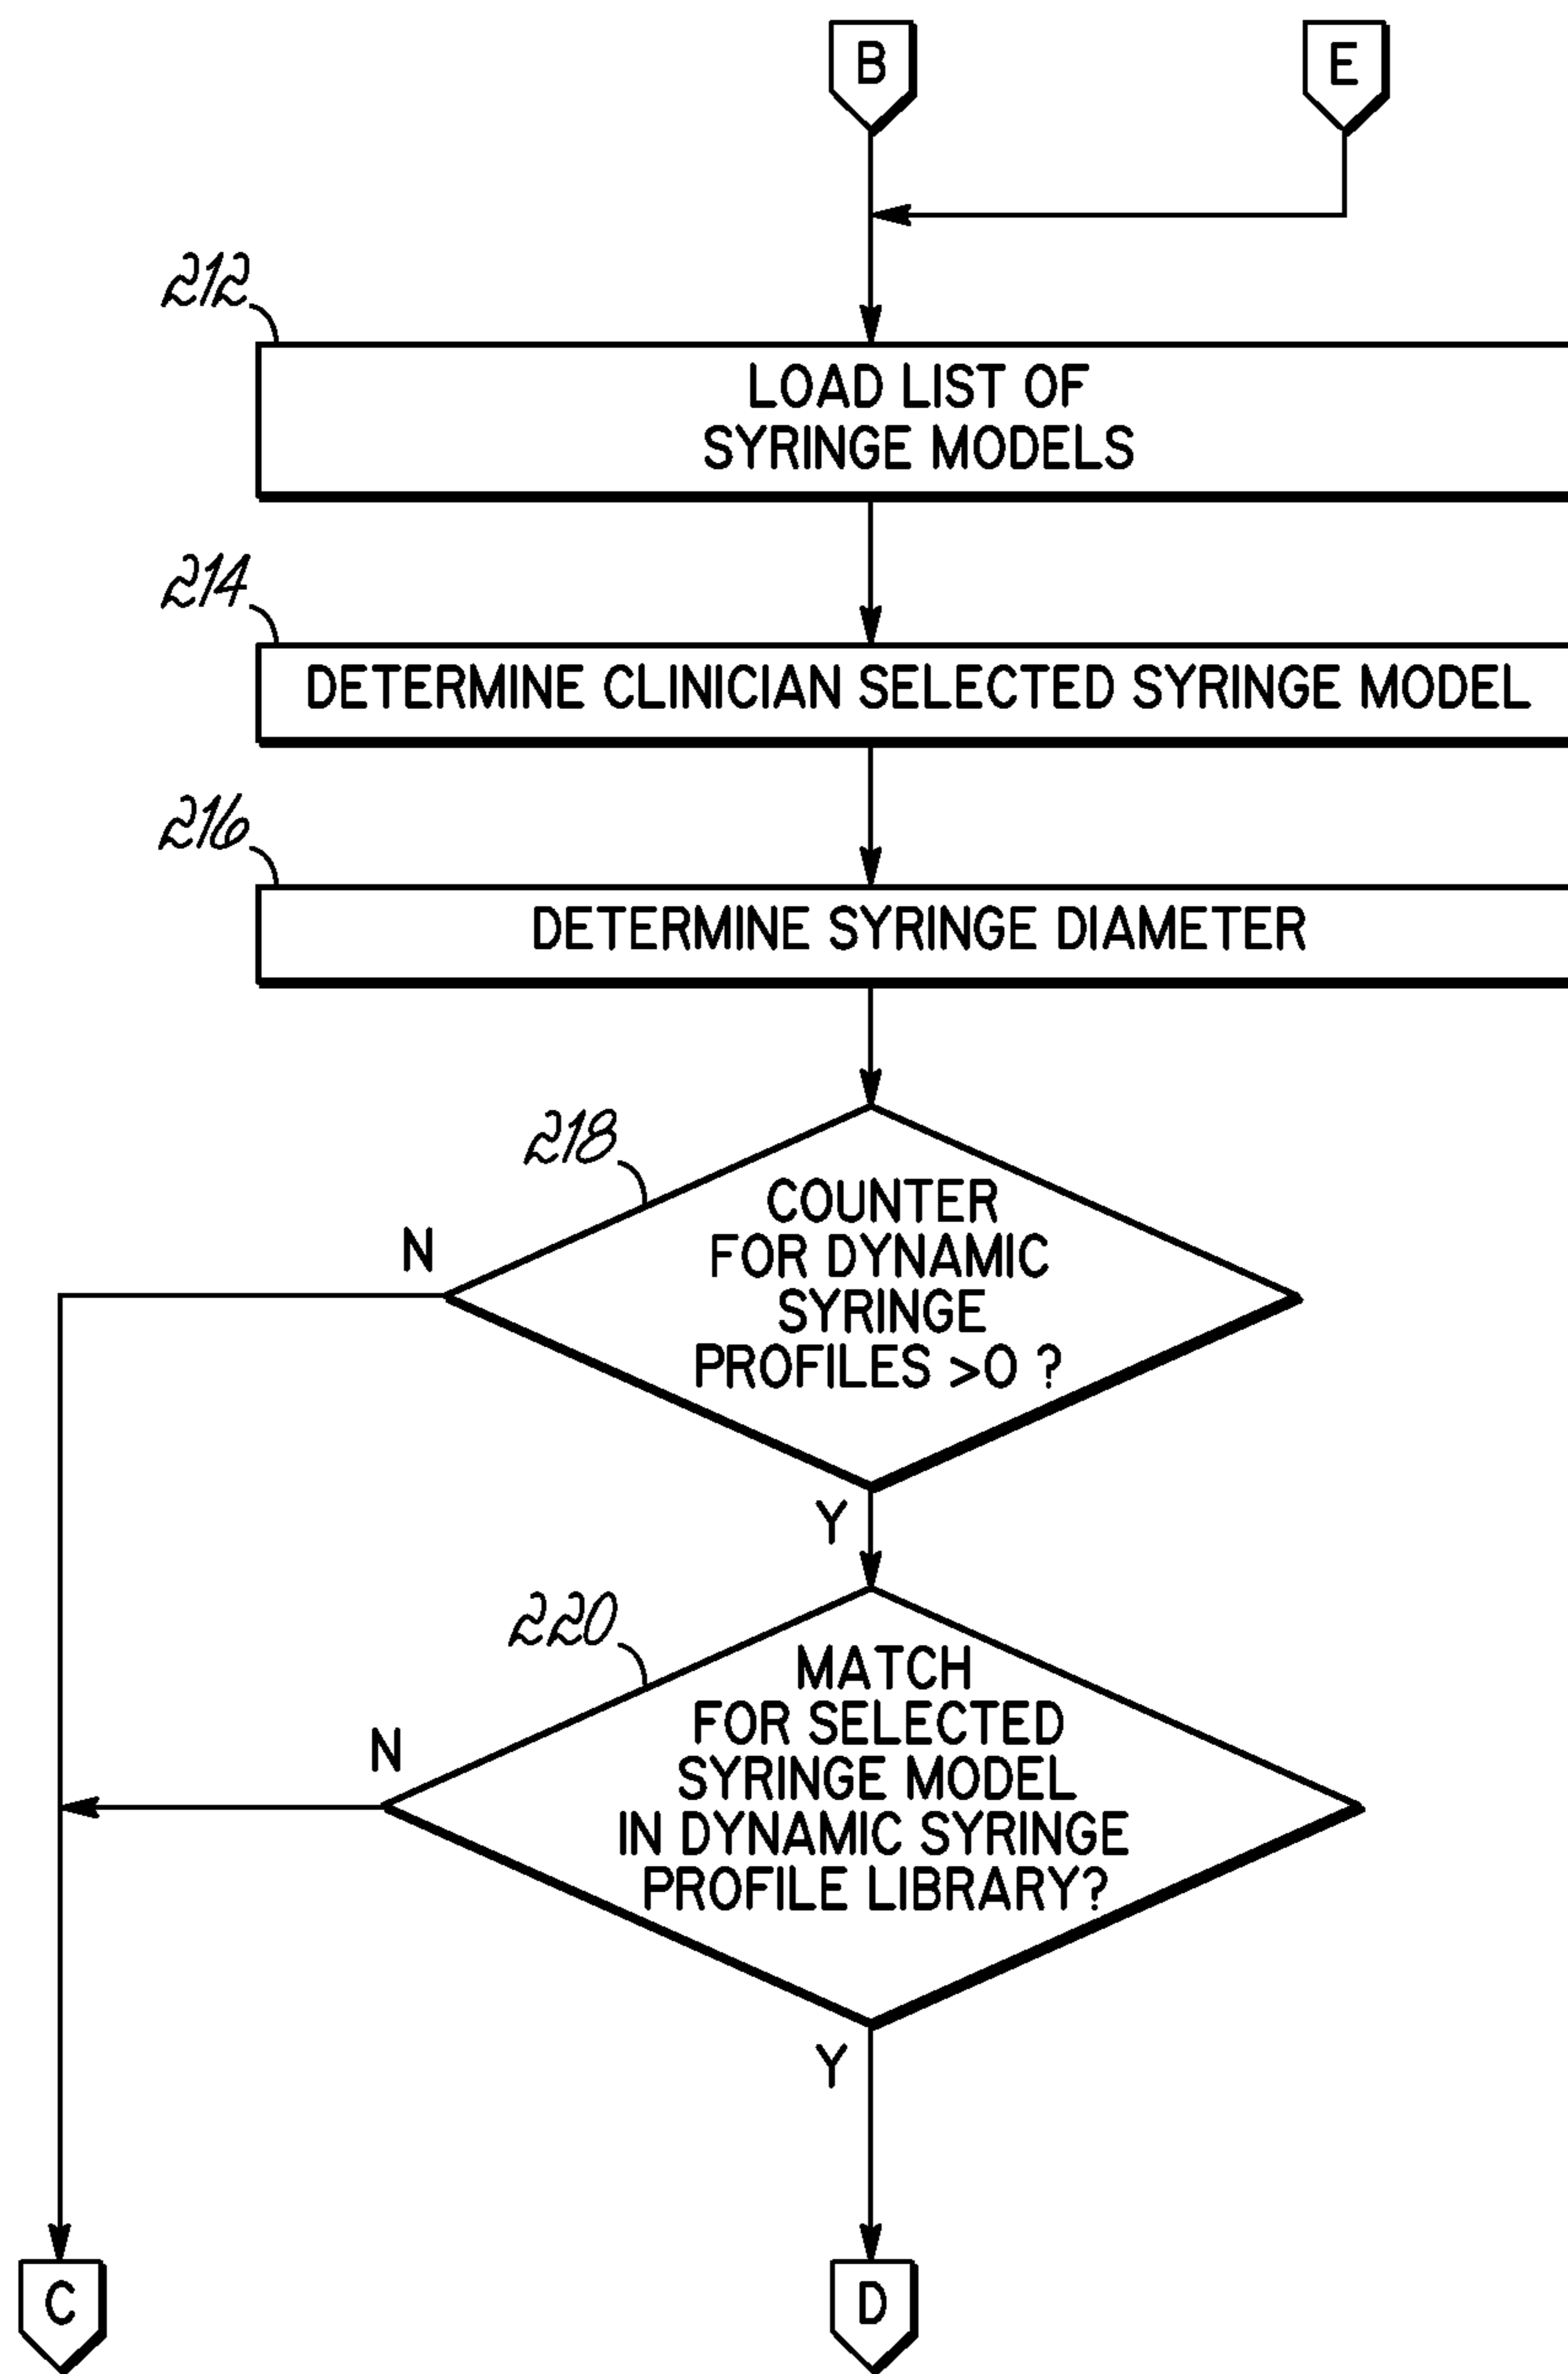 B
E
212
LOAD LIST OF
SYRINGE MODELS
214
DETERMINE CLINICIAN SELECTED SYRINGE MODEL
216
DETERMINE SYRINGE DIAMETER
218
N
COUNTER
FOR DYNAMIC
SYRINGE
PROFILES >0 ?
Y
220
N
MATCH
FOR SELECTED
SYRINGE MODEL
IN DYNAMIC SYRINGE
PROFILE LIBRARY?
Y
C
D